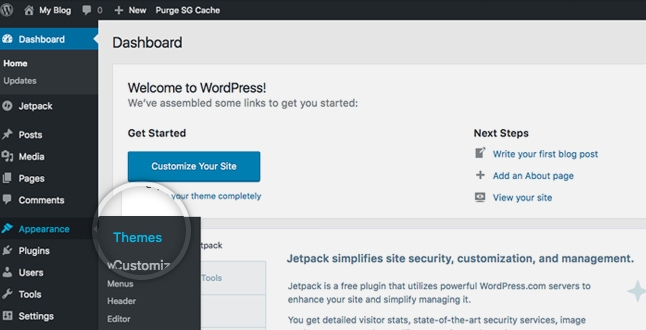 My Blog 0 New Purge SG Cache
Dashboard
Home
Updates
Jetpack
Posts
Media
Pages
Comments
Appearance
Plugins
Users
Tools
Settings
Themes
Customiz
Menus
Header
Editor
Dashboard
Welcome to WordPress!
We've assembled some links to get you started:
Get Started
Customize Your Site
your theme completely
Next Steps
Write your first blog post
Add an About page
View your site
etpack
Tools
Jetpack simplifies site security, customization, and management.
Jetpack is a free plugin that utilizes powerful WordPress.com servers to
enhance your site and simplify managing it.
You get detailed visitor stats, state-of-the-art security services, image